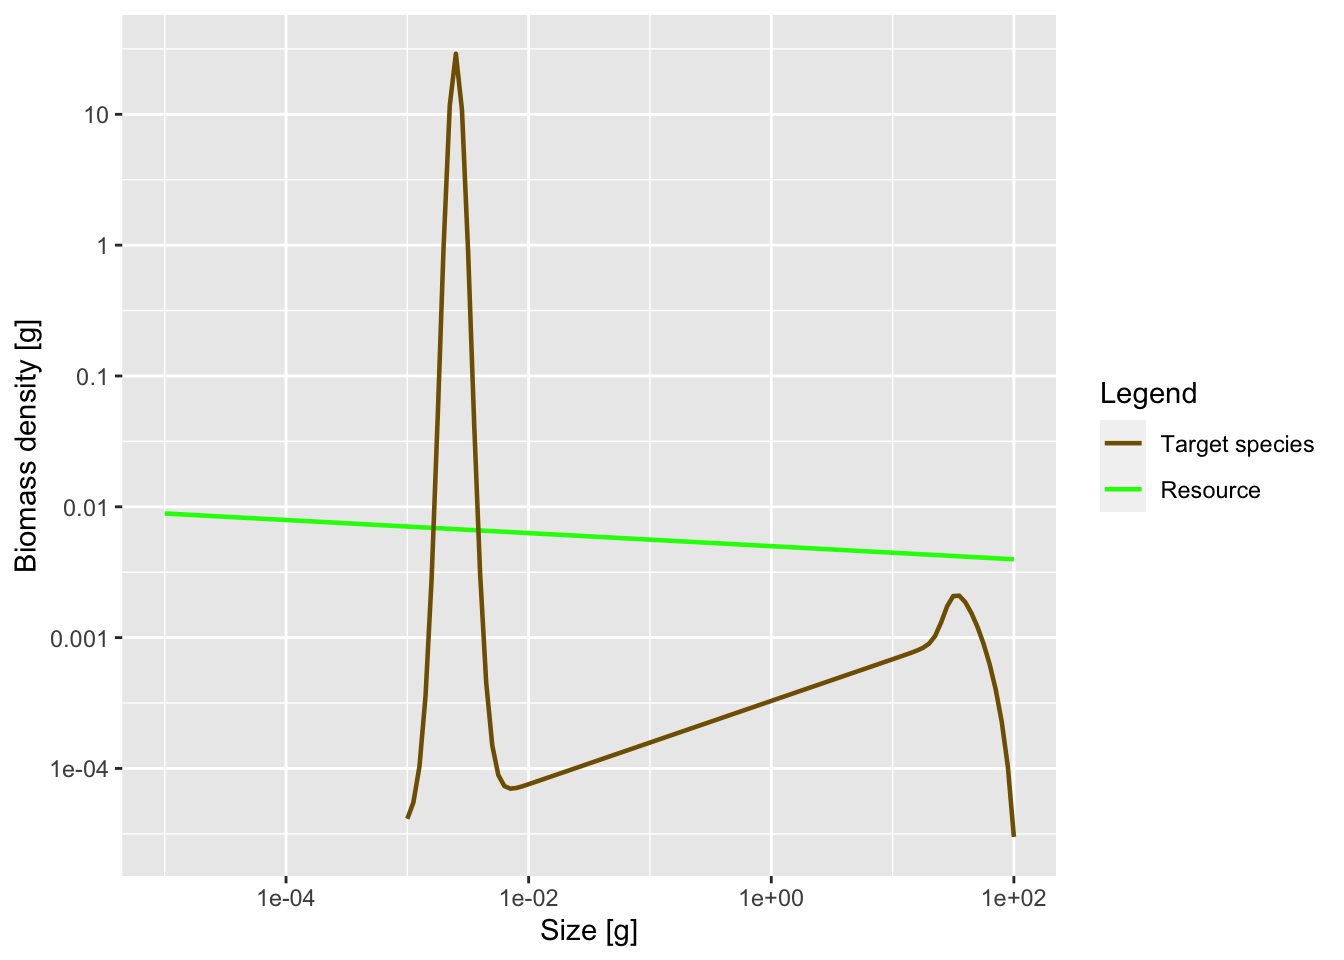 10
1
0.1
0.01
0.001
1e-04
Biomass density [g]
1e-04 1e-02 1e+00 1e+02
Size [g]
Legend
Target species
Resource